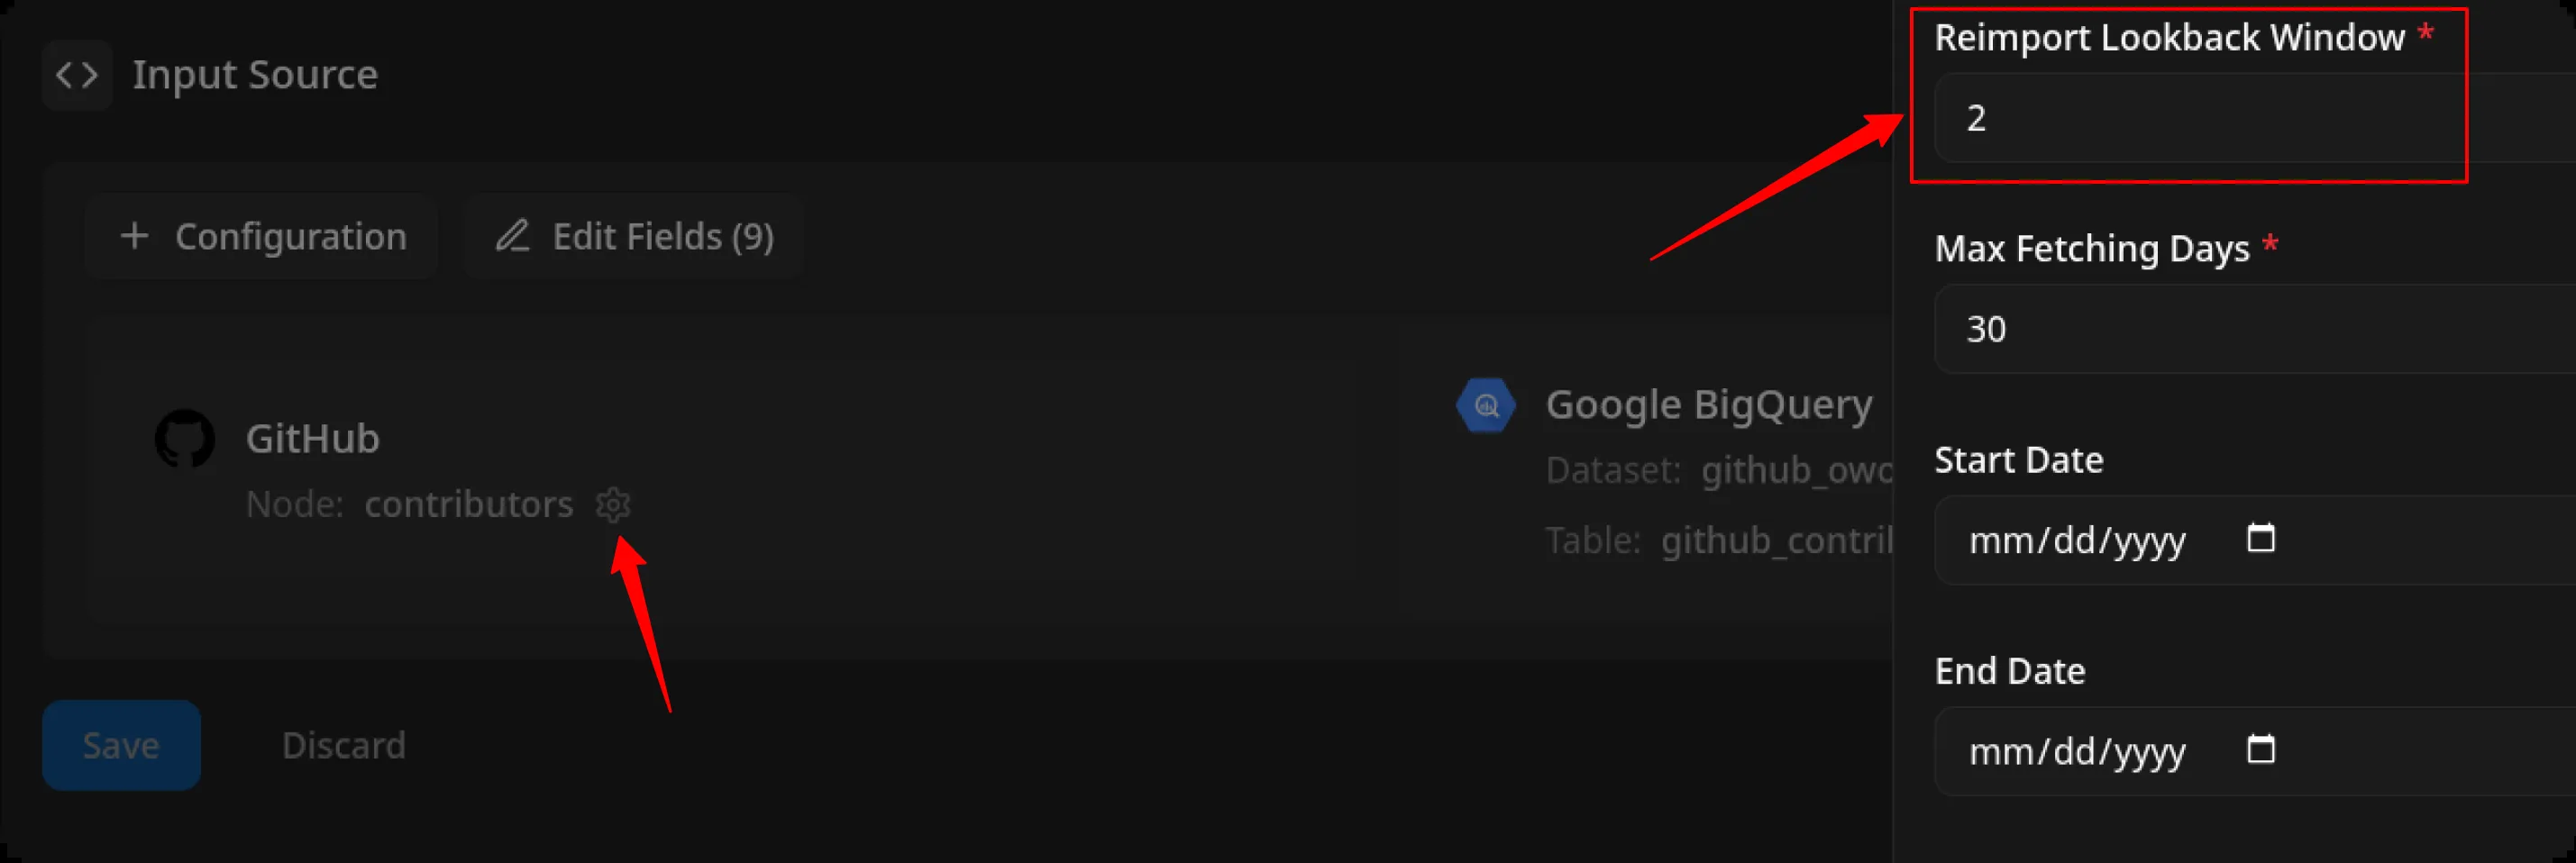 Input Source
+ Configuration
Edit Fields (9)
GitHub
Node: contributors
Google BigQuery
Dataset: github_owo
Table: github_contril
Save
Discard
Reimport Lookback Window *
2
Max Fetching Days *
30
Start Date
mm/dd/yyyy
End Date
mm/dd/yyyy